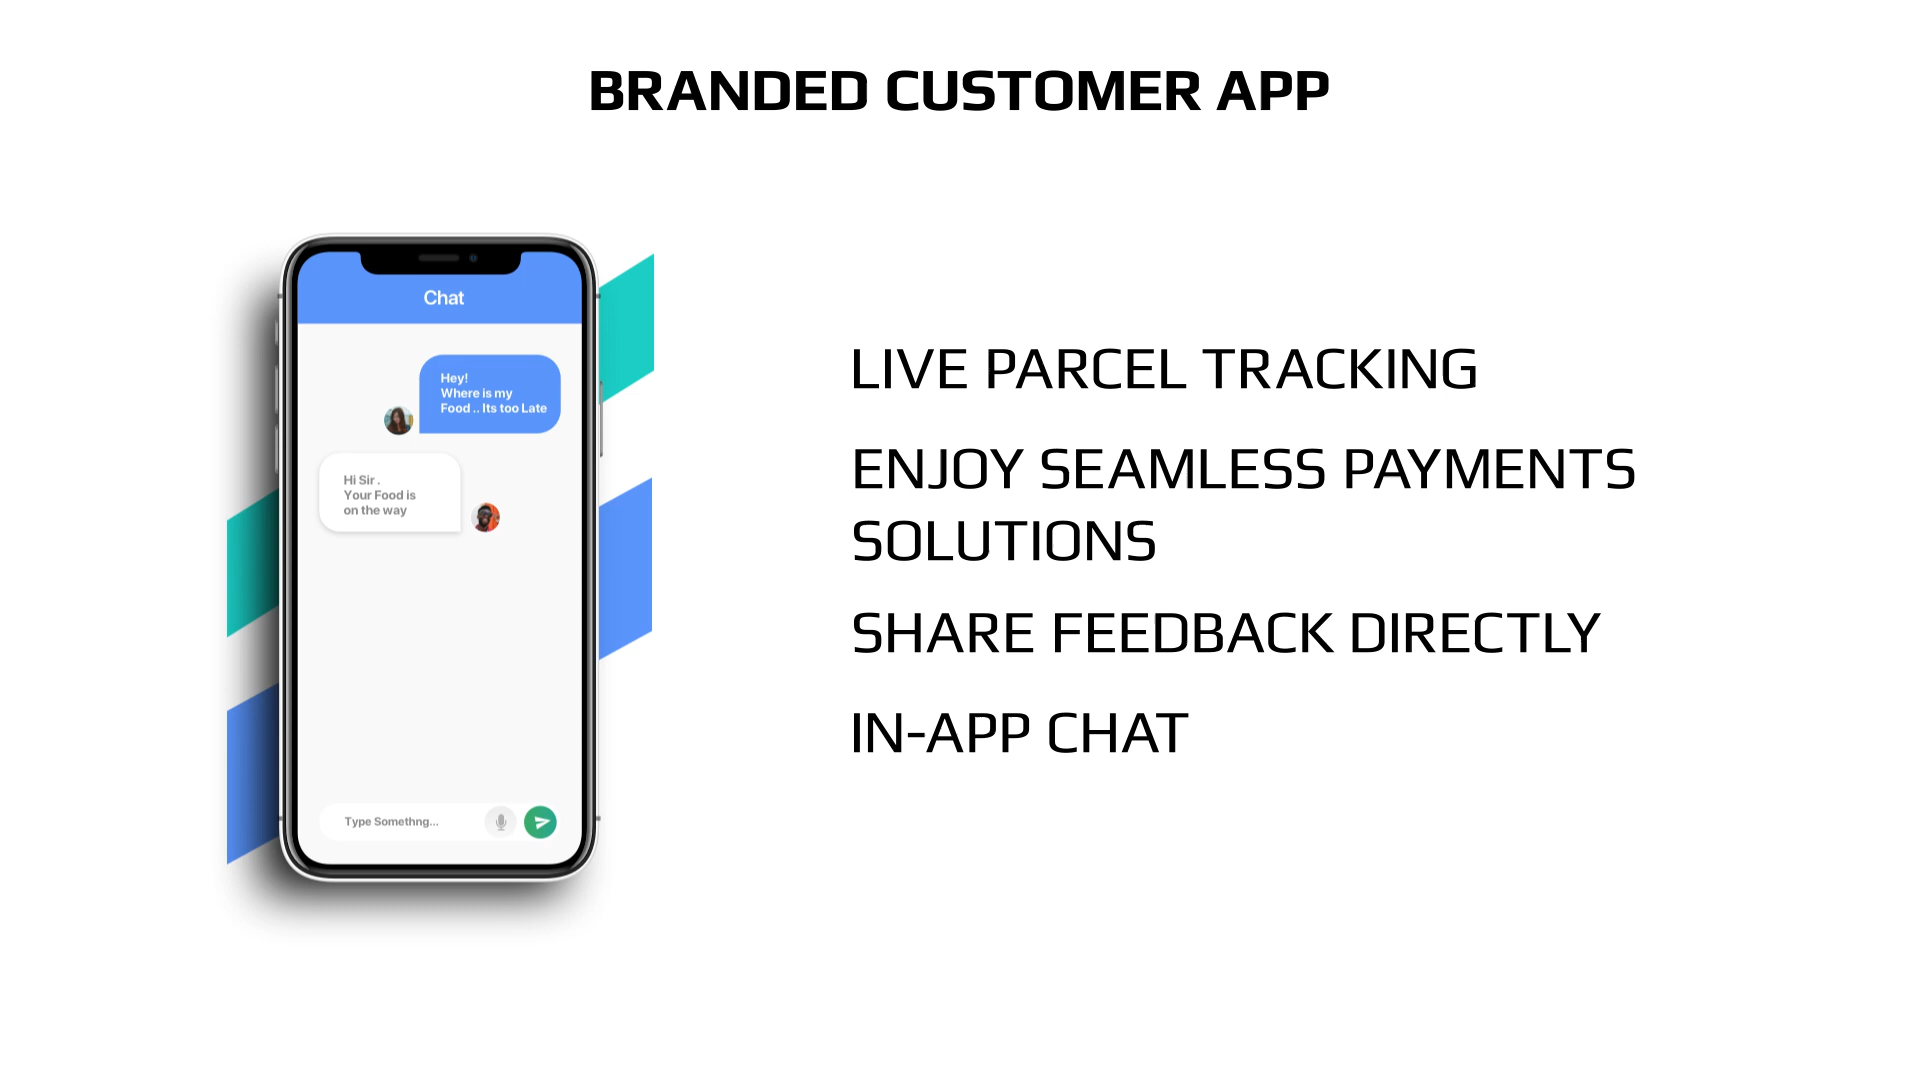 BRANDED CUSTOMER APP
Chat
Hey!
Where is my
Food .. Its too Late
Hi Sir .
Your Food is
on the way
Type Somethng...
LIVE PARCEL TRACKING
ENJOY SEAMLESS PAYMENTS
SOLUTIONS
SHARE FEEDBACK DIRECTLY
IN-APP CHAT